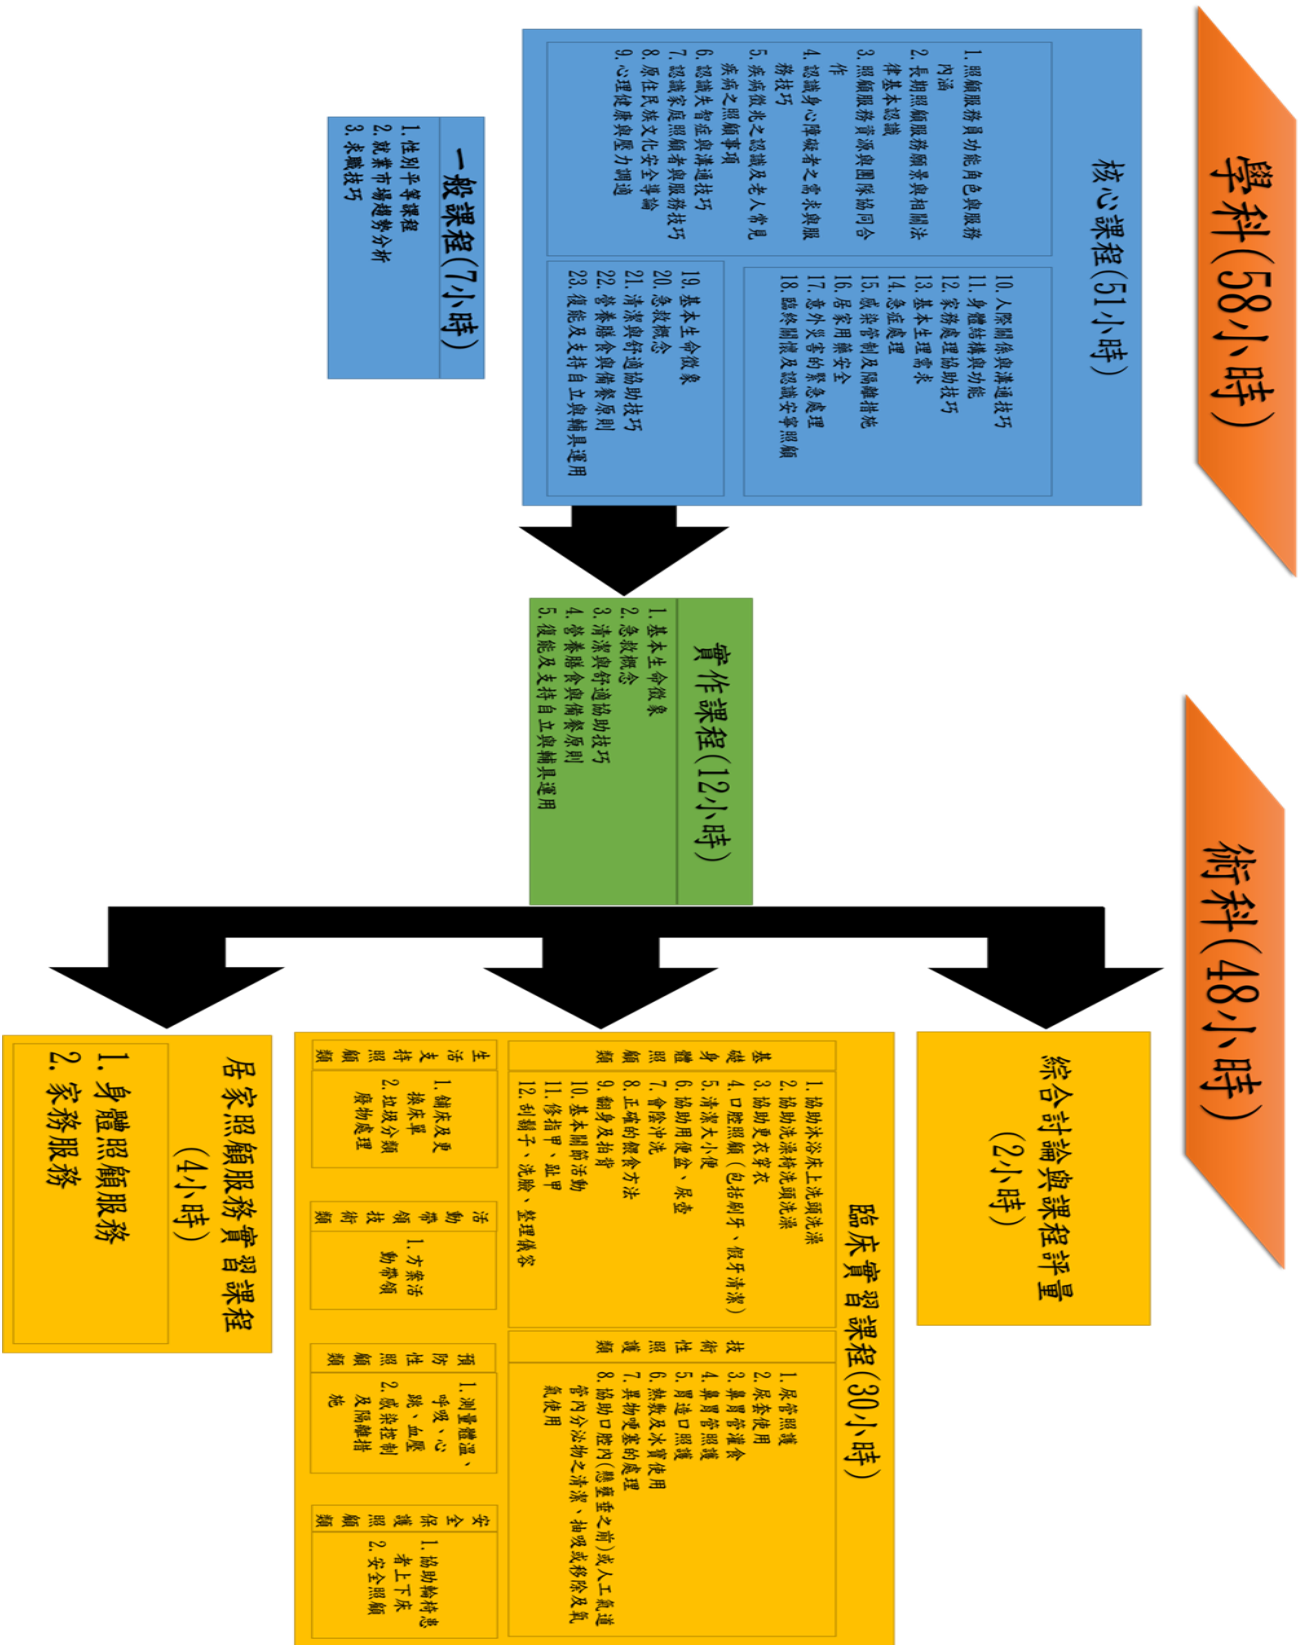 學科(58小時)
核心課程(51小時)
1.照顧服務員功能角色與服務
內涵
2.長期照顧服務願景與相關法
律基本認識
3.照顧服務資源與團隊協同合
作
4.認識身心障礙者之需求與服
務技巧
5.疾病徵兆之認識及老人常見
疾病之照顧事項
6.認識失智症與溝通技巧
7.認識家庭照顧者與服務技巧
8.原住民族文化安全導論
9.心理健康與壓力調適
10.人際關係與溝通技巧
11.身體結構與功能
12.家務處理協助技巧
13.基本生理需求
14.急症處理
15.感染管制及隔離措施
16.居家用藥安全
17.意外災害的緊急處理
18.臨終關懷及認識安寧照顧
19.基本生命徵象
20.急救概念
21.清潔與舒適協助技巧
22.營養膳食與備餐原則
23.復能及支持自立與輔具運用
一般課程(7小時)
1.性別平等課程
2.就業市場趨勢分析
3.求職技巧
術科(48小時)
實作課程(12小時)
1.基本生命徵象
2.急救概念
3.清潔與舒適協助技巧
4.營養膳食與備餐原則
5.復能及支持自立與輔具運用
綜合討論與課程評量
(2小時)
臨床實習課程(30小時)
基礎身體照顧類
1.協助沐浴床上洗頭洗澡
2.協助洗澡椅洗頭洗澡
3.協助更衣穿衣
4.口腔照顧(包括刷牙、假牙清潔)
5.清潔大小便
6.協助用便盆、尿壺
7.會陰沖洗
8.正確的餵食方法
9.翻身及拍背
10.基本關節活動
11.修指甲、趾甲
12.刮鬍子、洗臉、整理儀容
技術性照護類
1.尿管照護
2.尿套使用
3.鼻胃管灌食
4.鼻胃管照護
5.胃造口照護
6.熱敷及冰寶使用
7.異物哽塞的處理
8.協助口腔內(懸壅垂之前)或人工氣道
管內分泌物之清潔、抽吸或移除及氧
氣使用
生活支持照顧類
1.鋪床及更
換床單
2.垃圾分類
廢物處理
活動帶領技術類
1.方案活
動帶領
預防性照顧類
1.測量體溫、
呼吸、心
跳、血壓
2.感染控制
及隔離措
施
安全保護照顧類
1.協助輪椅患
者上下床
2.安全照顧
居家照顧服務實習課程
(4小時)
1.身體照顧服務
2.家務服務